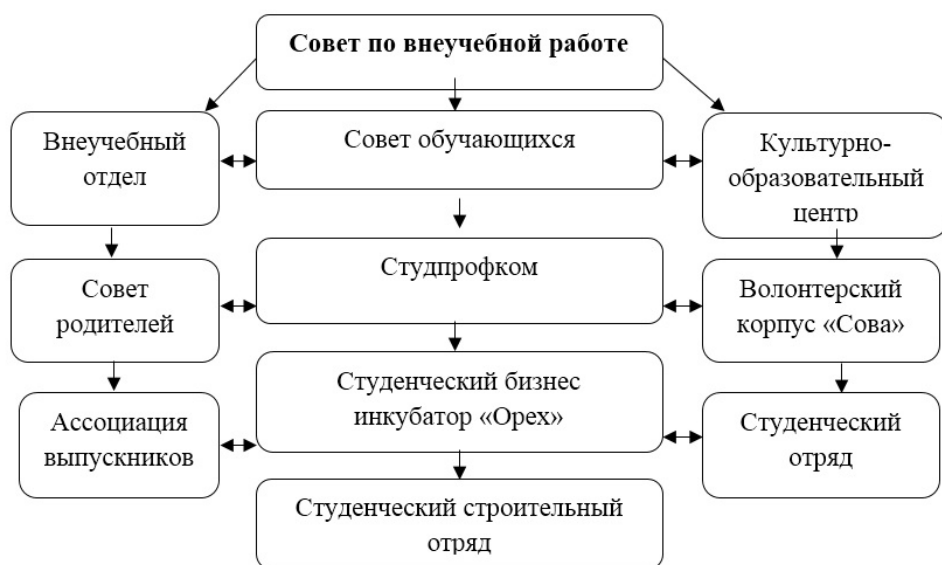 Совет по внеучебной работе
Внеучебный
отдел
Совет обучающихся
Культурно-
образовательный
центр
Совет
родителей
Студпрофком
Волонтерский
корпус «Сова»
Ассоциация
выпускников
Студенческий бизнес
инкубатор «Орех»
Студенческий
отряд
Студенческий строительный
отряд